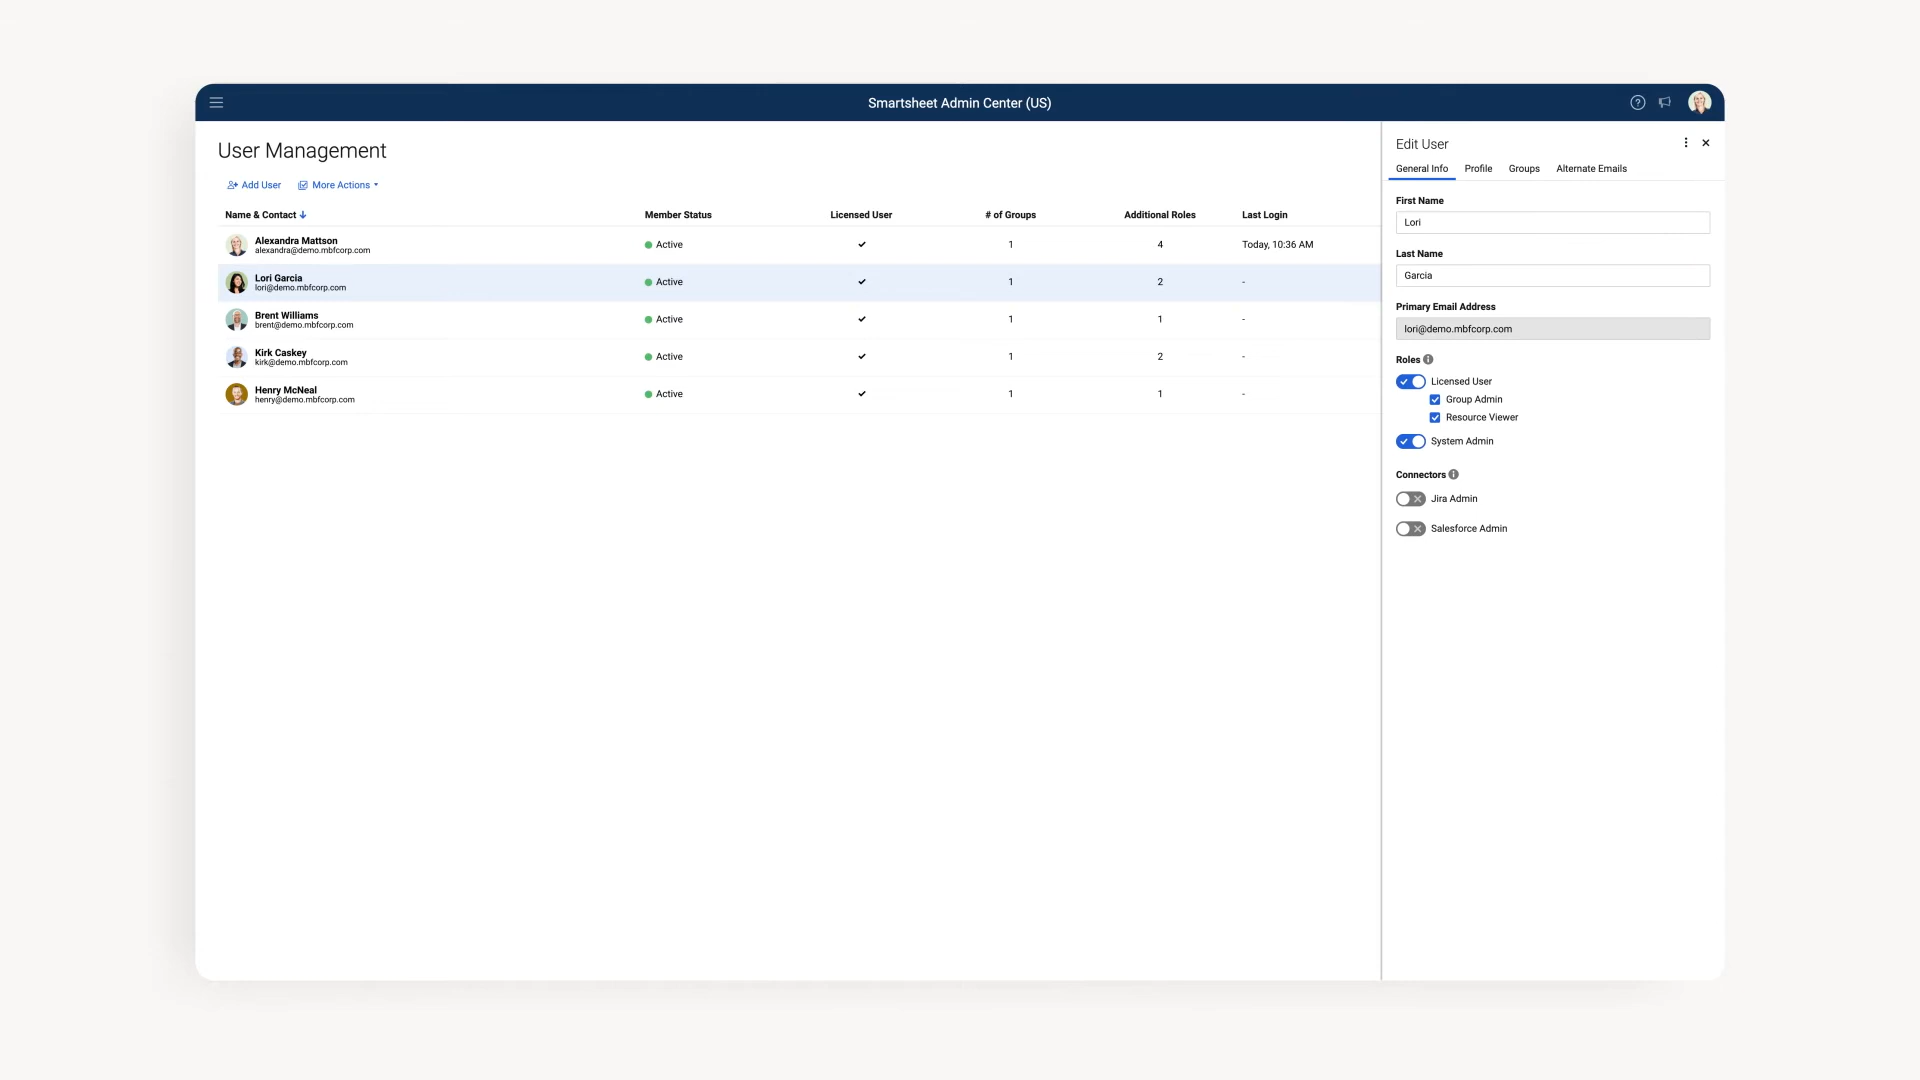 Smartsheet Admin Center (US)
User Management
Add User More Actions
Name & Contact Member Status Licensed User # of Groups Additional Roles Last Login
Alexandra Mattson
alexandra@demo.mbfcorp.com
Active 1 4 Today, 10:36 AM
Lori Garcia
lori@demo.mbfcorp.com
Active 1 2 -
Brent Williams
brent@demo.mbfcorp.com
Active 1 1 -
Kirk Caskey
kirk@demo.mbfcorp.com
Active 1 2 -
Henry McNeal
henry@demo.mbfcorp.com
Active 1 1 -
Edit User
General Info Profile Groups Alternate Emails
First Name
Lori
Last Name
Garcia
Primary Email Address
lori@demo.mbfcorp.com
Roles
Licensed User
Group Admin
Resource Viewer
System Admin
Connectors
Jira Admin
Salesforce Admin